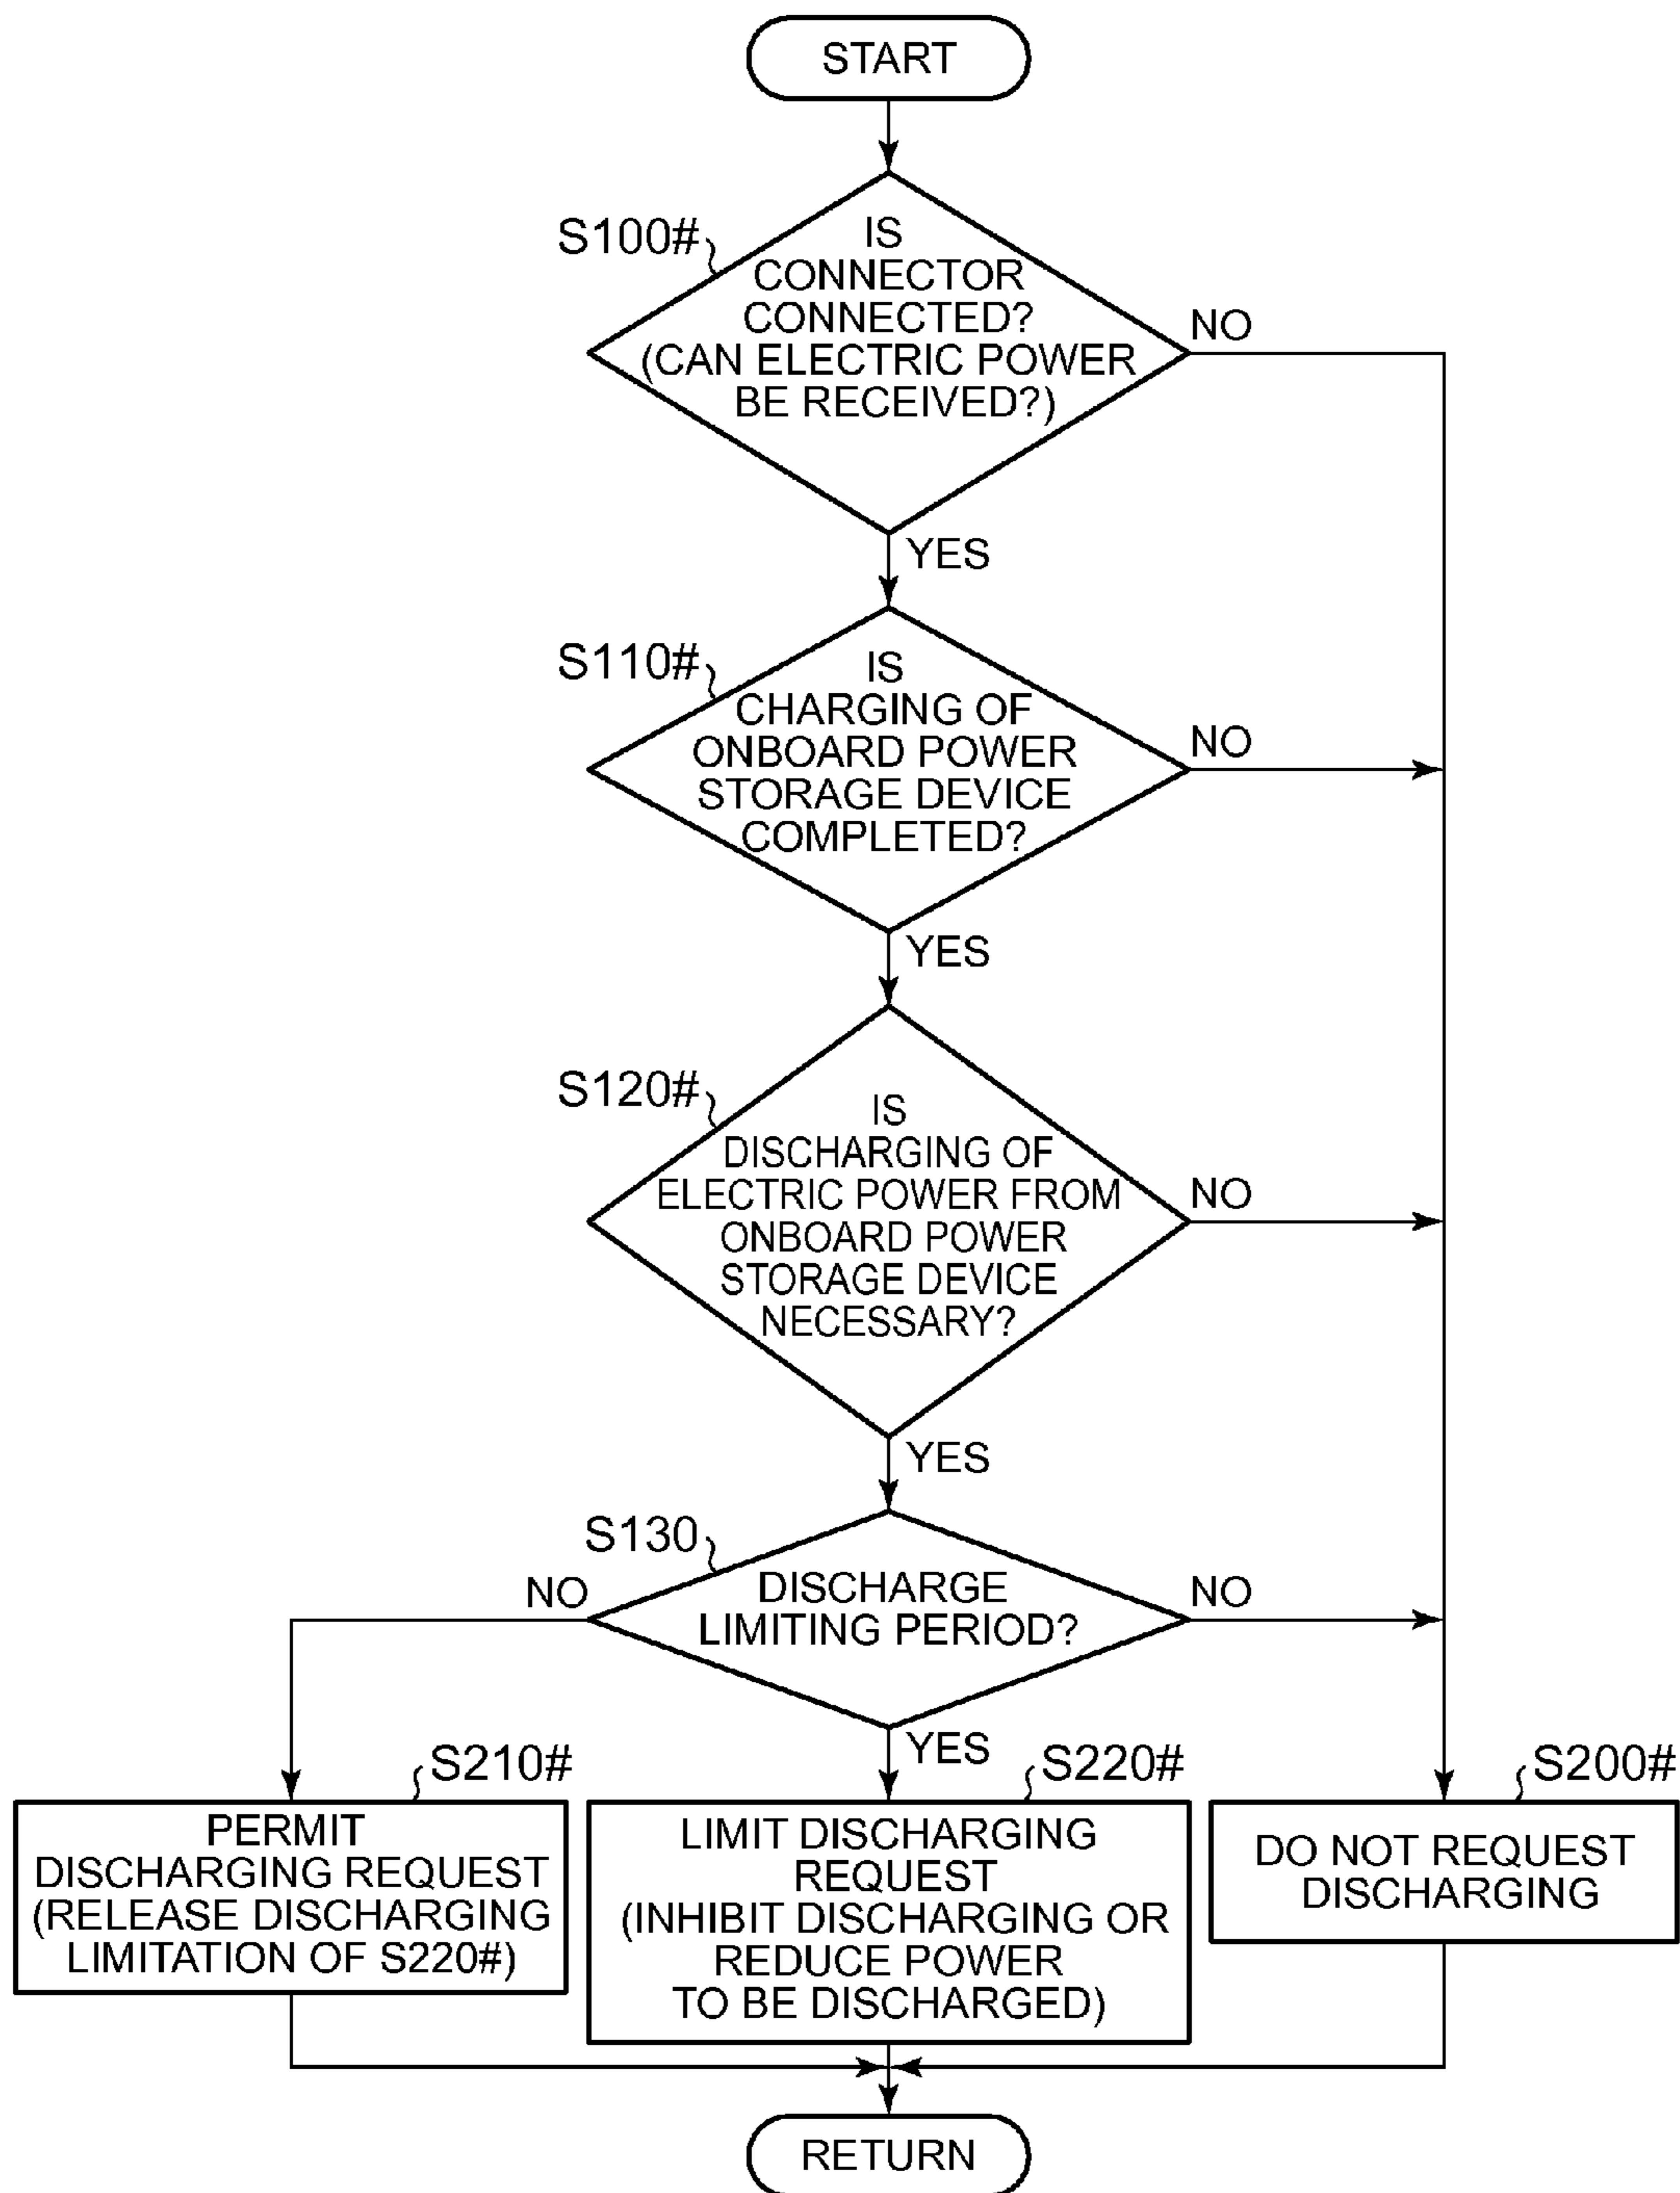 START
S100#
IS
CONNECTOR
CONNECTED?
(CAN ELECTRIC POWER
BE RECEIVED?)
NO
YES
S110#
IS
CHARGING OF
ONBOARD POWER
STORAGE DEVICE
COMPLETED?
NO
YES
S120#
IS
DISCHARGING OF
ELECTRIC POWER FROM
ONBOARD POWER
STORAGE DEVICE
NECESSARY?
NO
YES
S130
NO
DISCHARGE
LIMITING PERIOD?
NO
YES
S210#
PERMIT
DISCHARGING REQUEST
(RELEASE DISCHARGING
LIMITATION OF S220#)
S220#
LIMIT DISCHARGING
REQUEST
(INHIBIT DISCHARGING OR
REDUCE POWER
TO BE DISCHARGED)
S200#
DO NOT REQUEST
DISCHARGING
RETURN